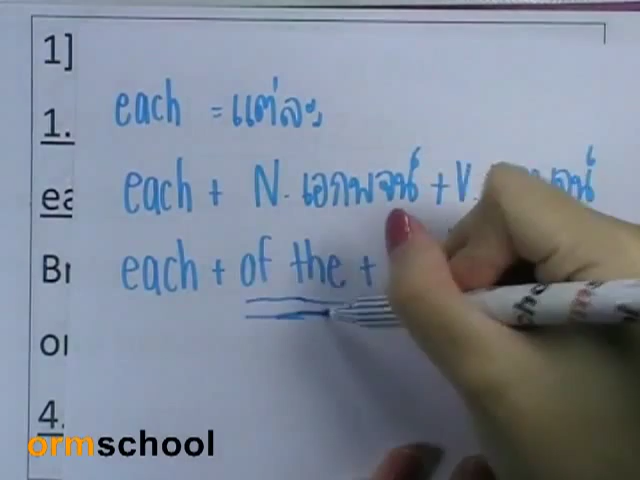 1]
1.
each = แต่ละ
ea
each + N. เอกพจน์ + V.
Br
each + of the +
or
4.
ormschool